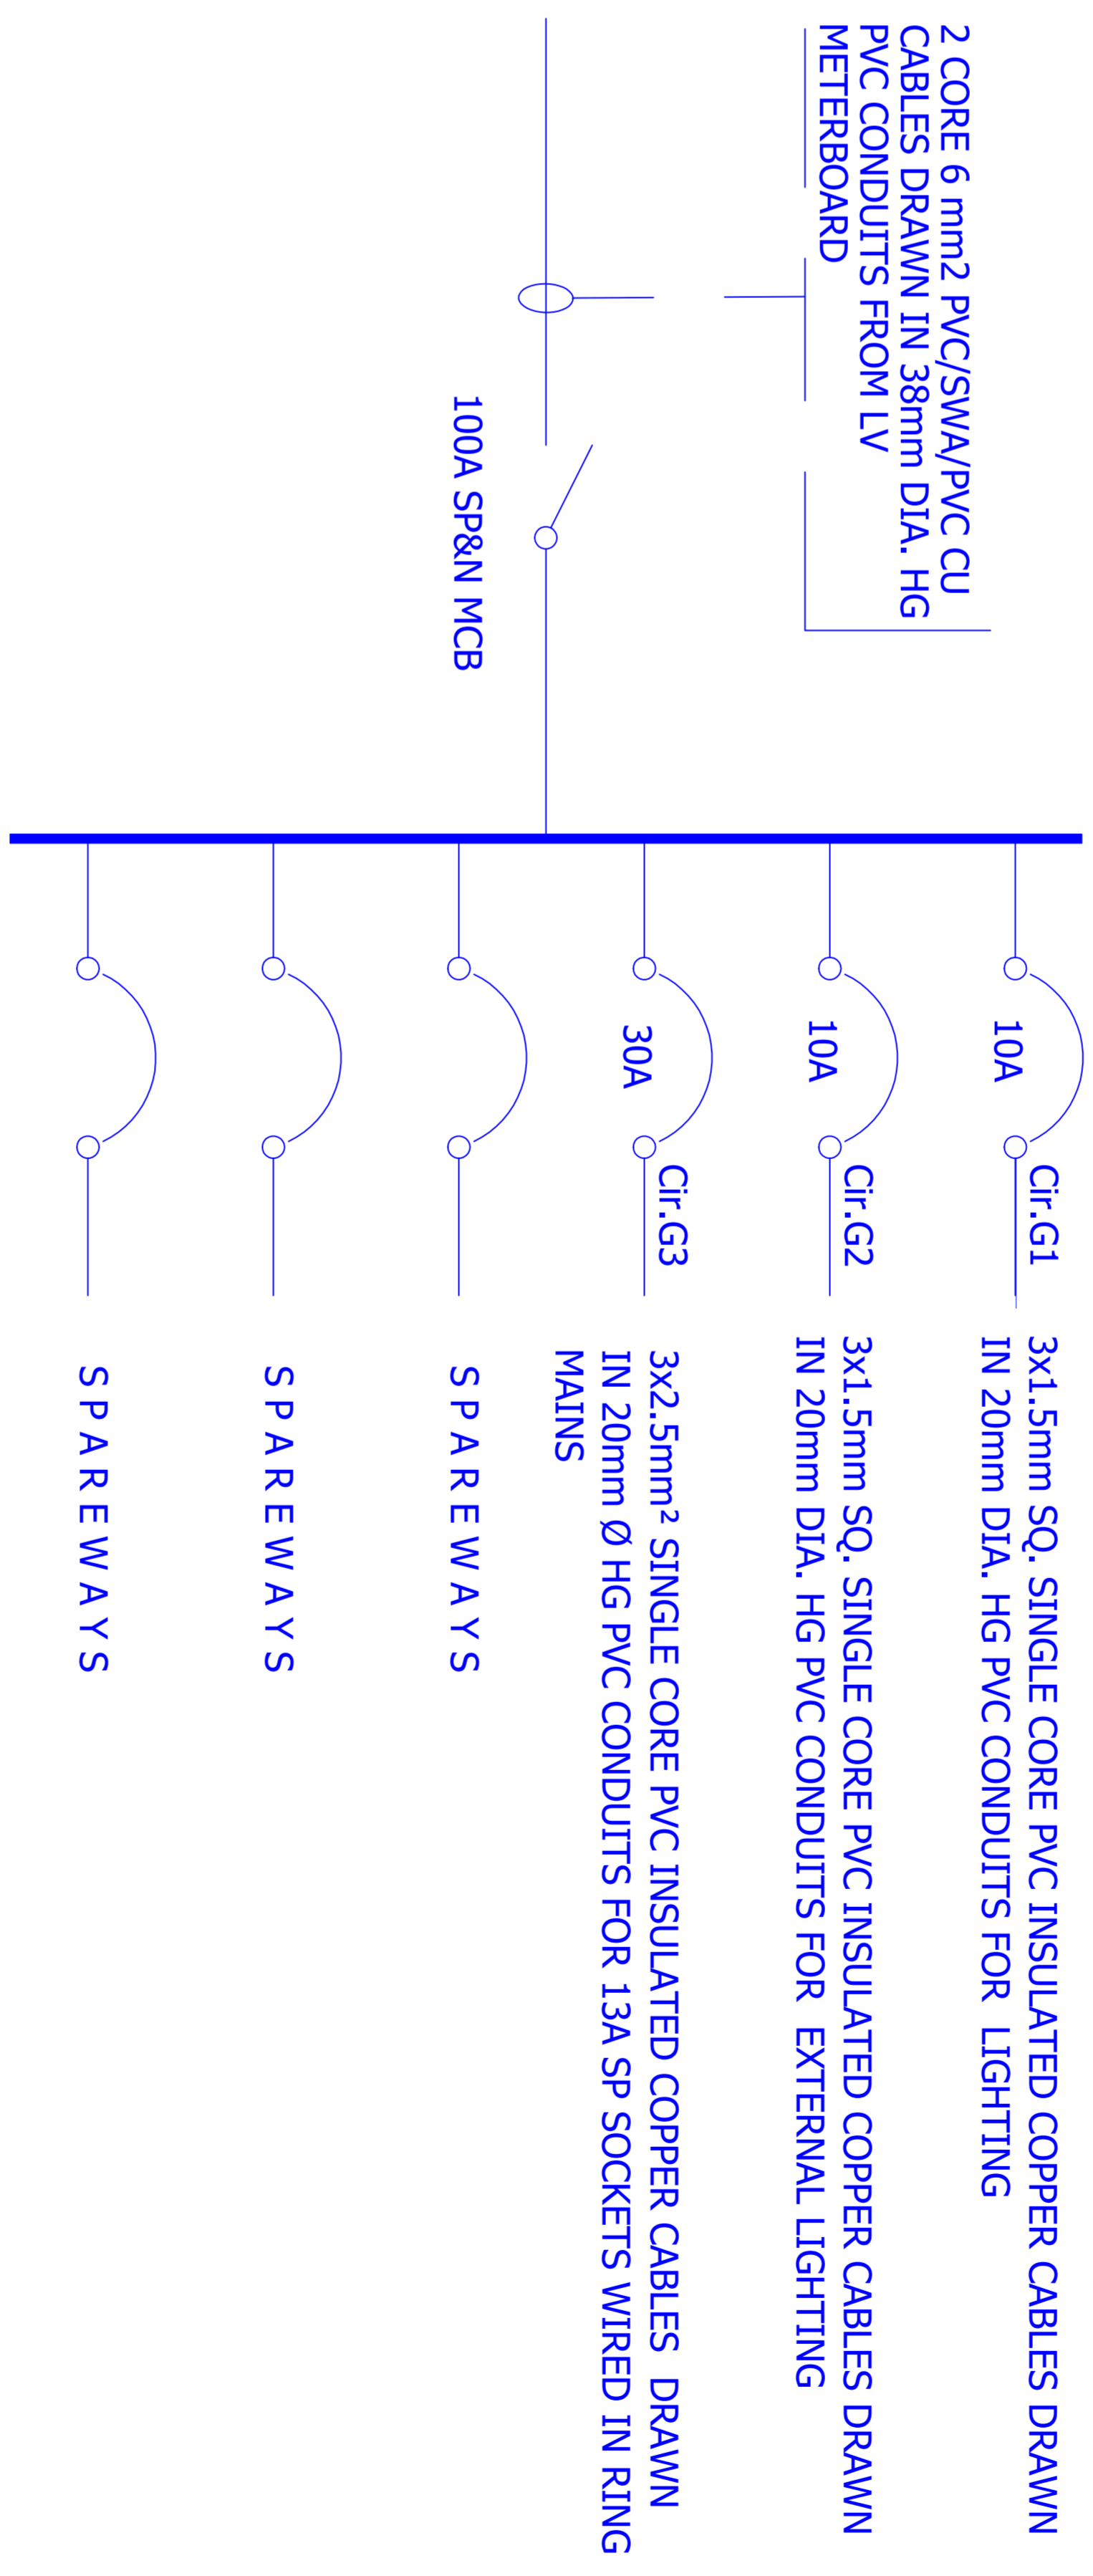 2 CORE 6 mm2 PVC/SWA/PVC CU
CABLES DRAWN IN 38mm DIA. HG
PVC CONDUITS FROM LV
METERBOARD
100A SP&N MCB
10A
Cir.G1
3x1.5mm SQ. SINGLE CORE PVC INSULATED COPPER CABLES DRAWN
IN 20mm DIA. HG PVC CONDUITS FOR LIGHTING
10A
Cir.G2
3x1.5mm SQ. SINGLE CORE PVC INSULATED COPPER CABLES DRAWN
IN 20mm DIA. HG PVC CONDUITS FOR EXTERNAL LIGHTING
30A
Cir.G3
3x2.5mm² SINGLE CORE PVC INSULATED COPPER CABLES DRAWN
IN 20mm Ø HG PVC CONDUITS FOR 13A SP SOCKETS WIRED IN RING
MAINS
S P A R E W A Y S
S P A R E W A Y S
S P A R E W A Y S